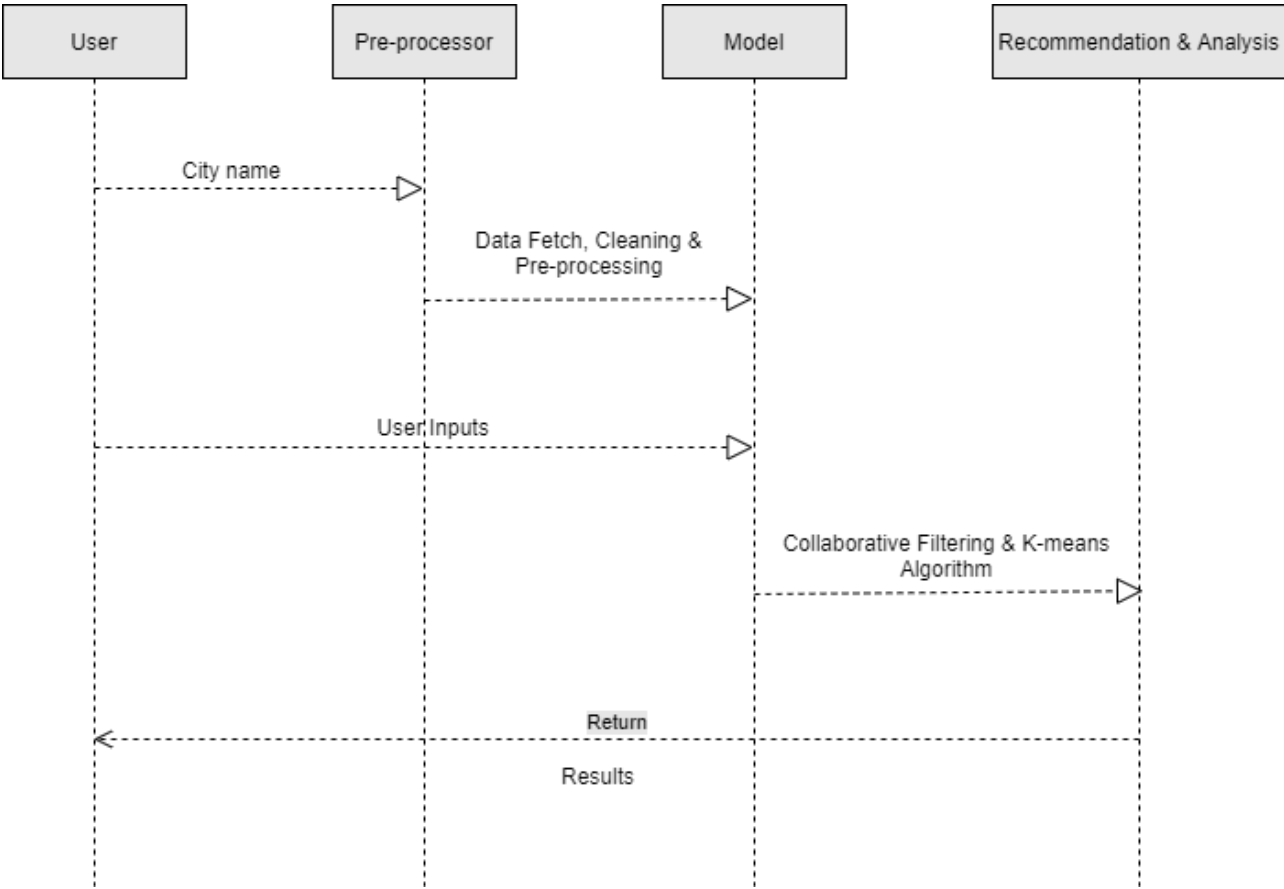 User
Pre-processor
Model
Recommendation & Analysis
City name
Data Fetch, Cleaning &
Pre-processing
User Inputs
Collaborative Filtering & K-means
Algorithm
Return
Results